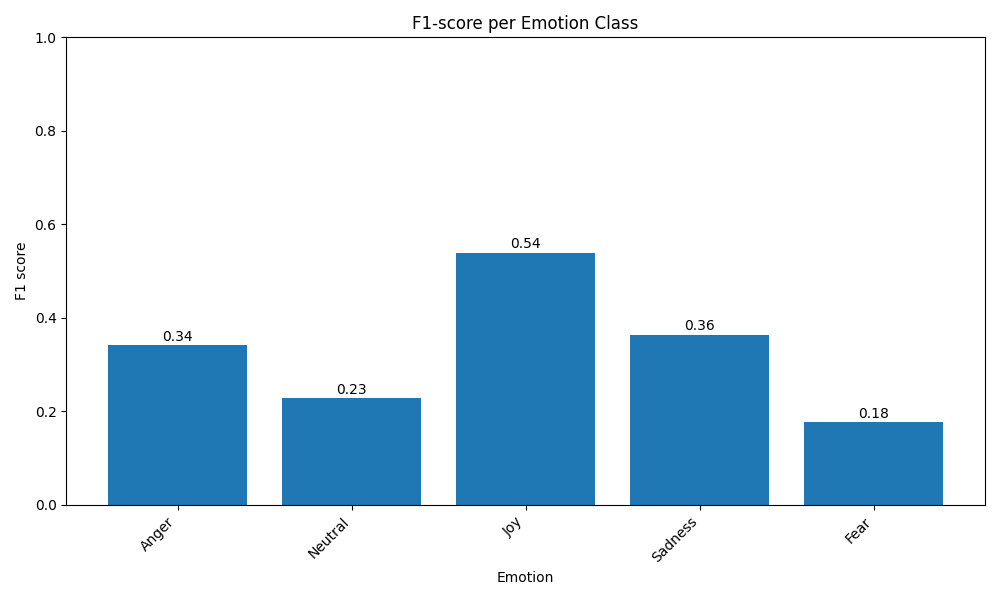 F1-score per Emotion Class
F1 score
1.0
0.8
0.6
0.4
0.2
0.0
0.34
0.23
0.54
0.36
0.18
Anger
Neutral
Joy
Sadness
Fear
Emotion